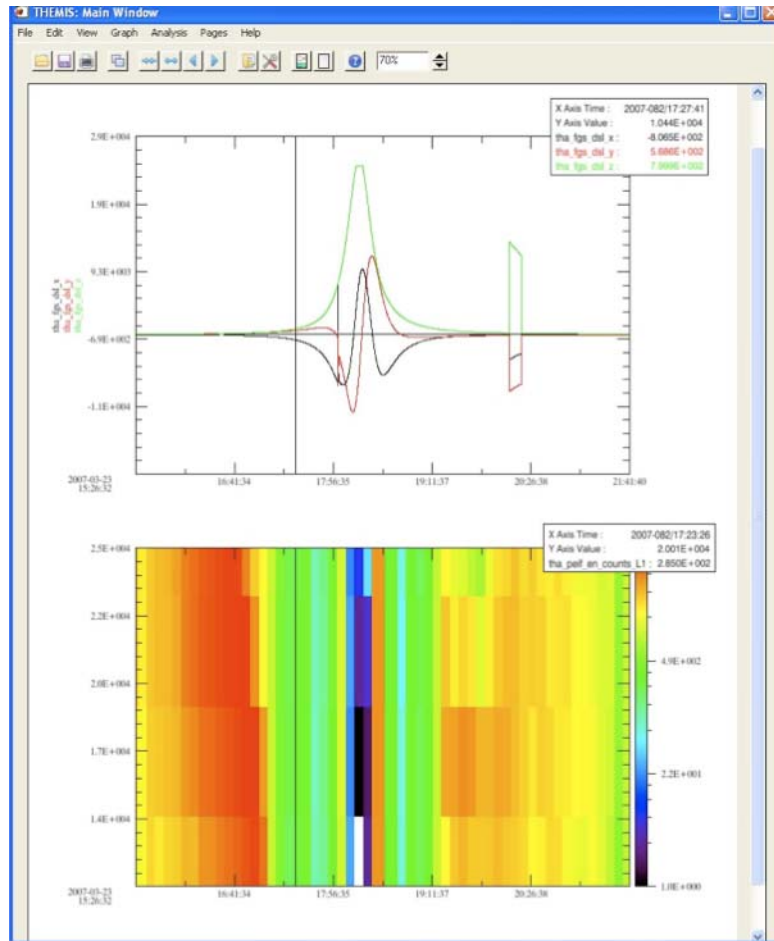 THEMIS: Main Window
File Edit View Graph Analysis Pages Help
70%
X Axis Time : 2007-082/17:27:41
Y Axis Value : 1.044E+004
tha_fgs_dsl_x : -8.065E+002
tha_fgs_dsl_y : 5.686E+002
tha_fgs_dsl_z :
2.9E+004
1.9E+004
9.3E+003
-6.9E+002
-1.1E+004
tha_fgs_dsl_x
tha_fgs_dsl_y
tha_fgs_dsl_z
2007-03-23
15:26:32
16:41:34
17:56:35
19:11:37
20:26:38
21:41:40
X Axis Time : 2007-082/17:23:26
Y Axis Value : 2.001E+004
tha_peif_en_counts_L1 : 2.850E+002
2.5E+004
2.2E+004
2.0E+004
1.7E+004
1.4E+004
4.9E+002
2.2E+001
1.0E+000
2007-03-23
15:26:32
16:41:34
17:56:35
19:11:37
20:26:38